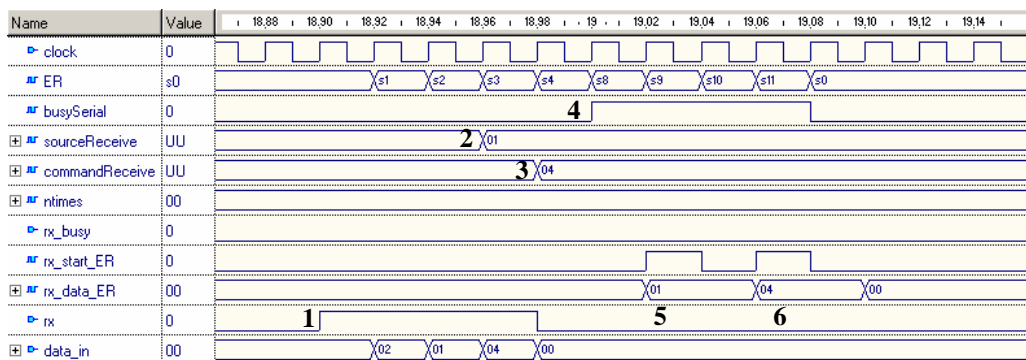 Name Value 18,88 18,90 18,92 18,94 18,96 18,98 19 19,02 19,04 19,06 19,08 19,10 19,12 19,14
clock 0
ER s0 s1 s2 s3 s4 s8 s9 s10 s11 s0
busySerial 0 4
sourceReceive UU 2 01
commandReceive UU 3 04
ntimes 00
rx_busy 0
rx_start_ER 0
rx_data_ER 00 01 04 00
rx 0 1 5 6
data_in 00 02 01 04 00